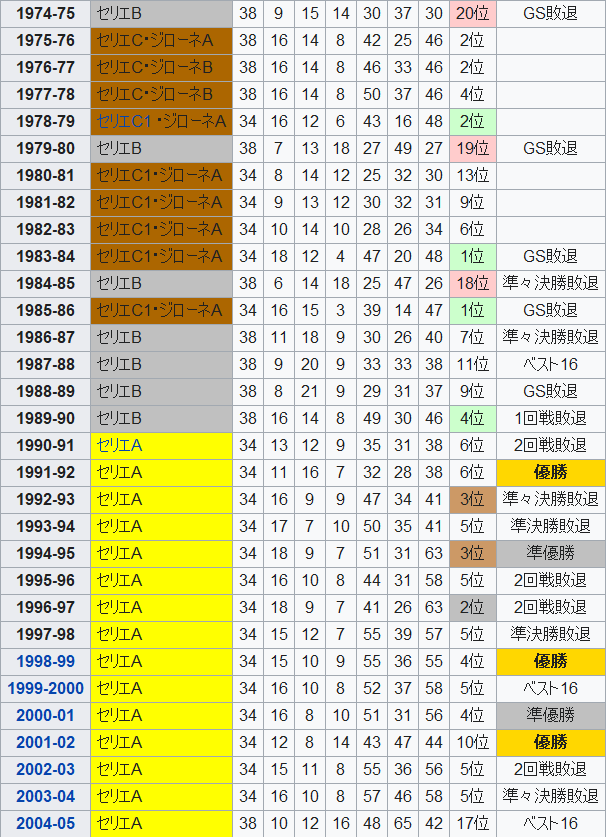 1974-75 セリエB 38 9 15 14 30 37 30 20位 GS敗退
1975-76 セリエC・ジローネA 38 16 14 8 42 25 46 2位
1976-77 セリエC・ジローネB 38 16 14 8 46 33 46 2位
1977-78 セリエC・ジローネB 38 16 14 8 50 37 46 4位
1978-79 セリエC1・ジローネA 34 16 12 6 43 16 48 2位
1979-80 セリエB 38 7 13 18 27 49 27 19位 GS敗退
1980-81 セリエC1・ジローネA 34 8 14 12 25 32 30 13位
1981-82 セリエC1・ジローネA 34 9 13 12 30 32 31 9位
1982-83 セリエC1・ジローネA 34 10 14 10 28 26 34 6位
1983-84 セリエC1・ジローネA 34 18 12 4 47 20 48 1位 GS敗退
1984-85 セリエB 38 6 14 18 25 47 26 18位 準々決勝敗退
1985-86 セリエC1・ジローネA 34 16 15 3 39 14 47 1位 GS敗退
1986-87 セリエB 38 11 18 9 30 26 40 7位 準々決勝敗退
1987-88 セリエB 38 9 20 9 33 33 38 11位 ベスト16
1988-89 セリエB 38 8 21 9 29 31 37 9位 GS敗退
1989-90 セリエB 38 16 14 8 49 30 46 4位 1回戦敗退
1990-91 セリエA 34 13 12 9 35 31 38 6位 2回戦敗退
1991-92 セリエA 34 11 16 7 32 28 38 6位 優勝
1992-93 セリエA 34 16 9 9 47 34 41 3位 準々決勝敗退
1993-94 セリエA 34 17 7 10 50 35 41 5位 準決勝敗退
1994-95 セリエA 34 18 9 7 51 31 63 3位 準優勝
1995-96 セリエA 34 16 10 8 44 31 58 5位 2回戦敗退
1996-97 セリエA 34 18 9 7 41 26 63 2位 2回戦敗退
1997-98 セリエA 34 15 12 7 55 39 57 5位 準決勝敗退
1998-99 セリエA 34 15 10 9 55 36 55 4位 優勝
1999-2000 セリエA 34 16 10 8 52 37 58 5位 ベスト16
2000-01 セリエA 34 16 8 10 51 31 56 4位 準優勝
2001-02 セリエA 34 12 8 14 43 47 44 10位 優勝
2002-03 セリエA 34 15 11 8 55 36 56 5位 2回戦敗退
2003-04 セリエA 34 16 10 8 57 46 58 5位 準々決勝敗退
2004-05 セリエA 38 10 12 16 48 65 42 17位 ベスト16